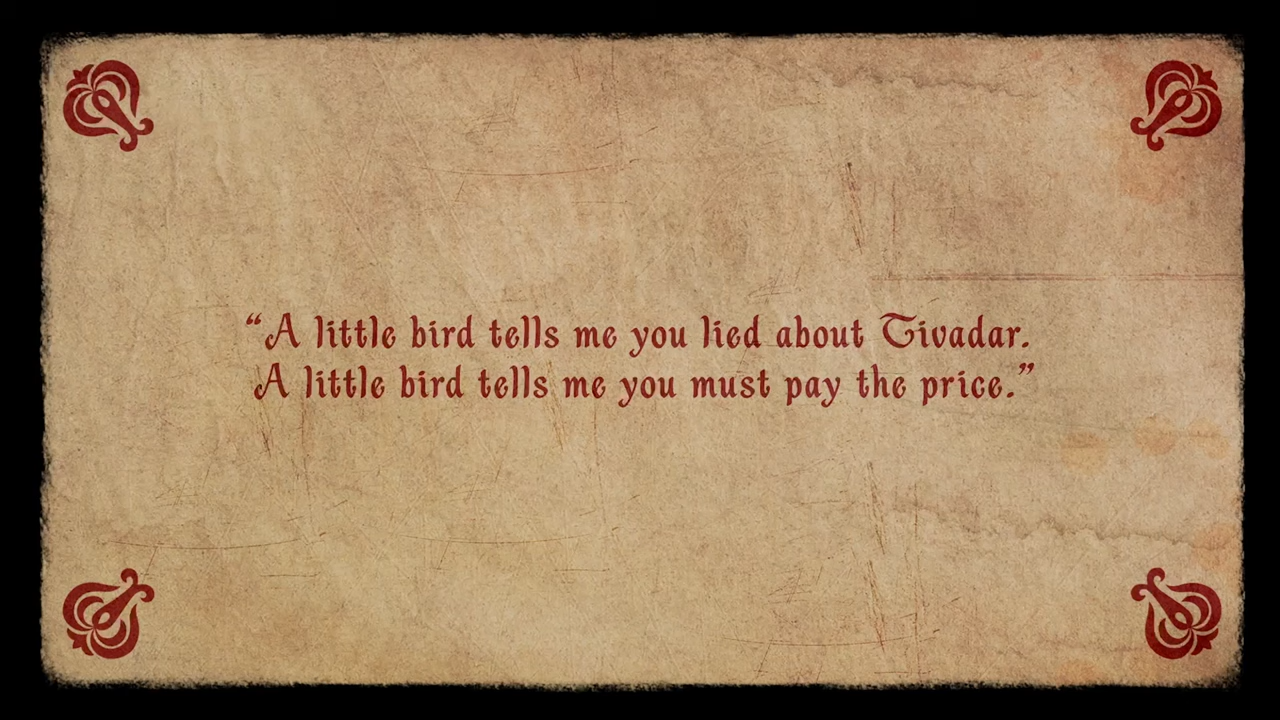 “A little bird tells me you lied about Tivadar.
A little bird tells me you must pay the price.”